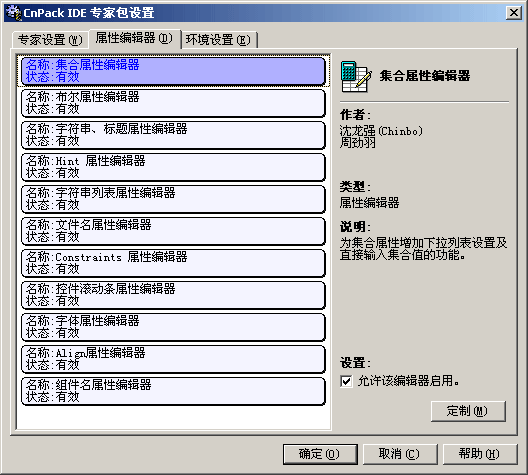 CnPack IDE 专家包设置
专家设置(W) 属性编辑器(D) 环境设置(E)
名称:集合属性编辑器
状态:有效
名称:布尔属性编辑器
状态:有效
名称:字符串、标题属性编辑器
状态:有效
名称:Hint 属性编辑器
状态:有效
名称:字符串列表属性编辑器
状态:有效
名称:文件名属性编辑器
状态:有效
名称:Constraints 属性编辑器
状态:有效
名称:控件滚动条属性编辑器
状态:有效
名称:字体属性编辑器
状态:有效
名称:Align属性编辑器
状态:有效
名称:组件名属性编辑器
状态:有效
集合属性编辑器
作者:
沈龙强(Chinbo)
周劲羽
类型:
属性编辑器
说明:
为集合属性增加下拉列表设置及
直接输入集合值的功能。
设置:
允许该编辑器启用。
定制(M)
确定(O) 取消(C) 帮助(H)